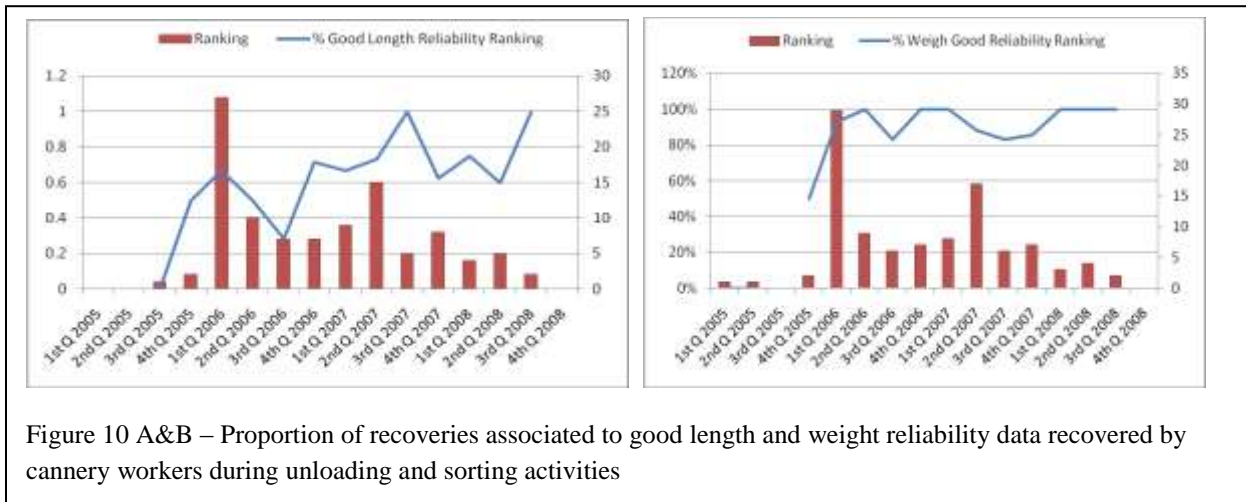 Ranking % Good Length Reliability Ranking
1.2 30
1 25
0.8 20
0.6 15
0.4 10
0.2 5
0 0
1st Q 2005 2nd Q 2005 3rd Q 2005 4th Q 2005 1st Q 2006 2nd Q 2006 3rd Q 2006 4th Q 2006 1st Q 2007 2nd Q 2007 3rd Q 2007 4th Q 2007 1st Q 2008 2nd Q 2008 3rd Q 2008 4th Q 2008
Ranking % Weigh Good Reliability Ranking
120% 35
100% 30
80% 25
60% 20
40% 15
20% 10
0% 5
0
1st Q 2005 2nd Q 2005 3rd Q 2005 4th Q 2005 1st Q 2006 2nd Q 2006 3rd Q 2006 4th Q 2006 1st Q 2007 2nd Q 2007 3rd Q 2007 4th Q 2007 1st Q 2008 2nd Q 2008 3rd Q 2008 4th Q 2008
Figure 10 A&B – Proportion of recoveries associated to good length and weight reliability data recovered by
cannery workers during unloading and sorting activities